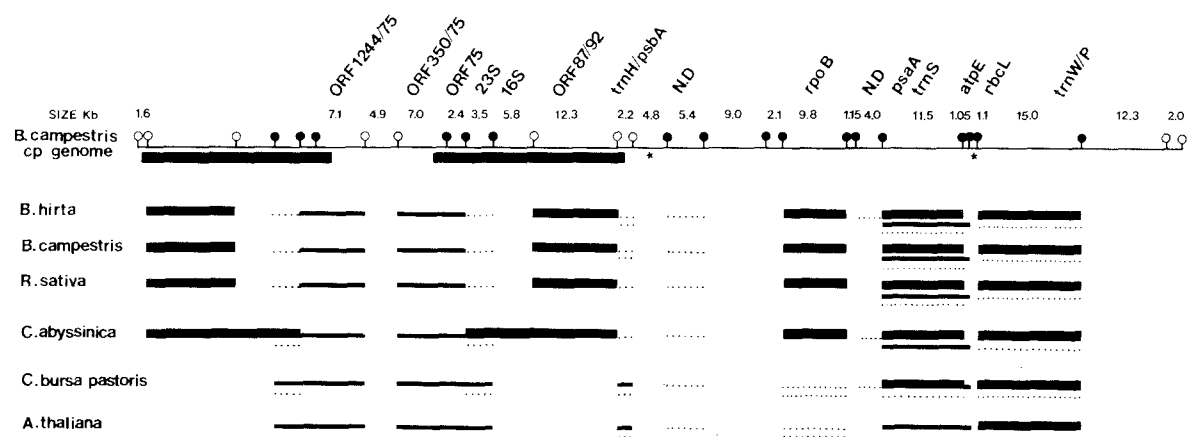 ORF1244/75 ORF350/75 ORF75 23S 16S ORF87/92 trnH/psbA N.D rpoB N.D psaA trnS atpE rbcL trnW/P
SIZE Kb 1.6 7.1 4.9 7.0 2.4 3.5 5.8 12.3 2.2 4.8 5.4 9.0 2.1 9.8 1.15 4.0 11.5 1.05 1.1 15.0 12.3 2.0
B.campestris
cp genome * *
B.hirta
B.campestris
R.sativa
C.abyssinica
C.bursa pastoris
A.thaliana